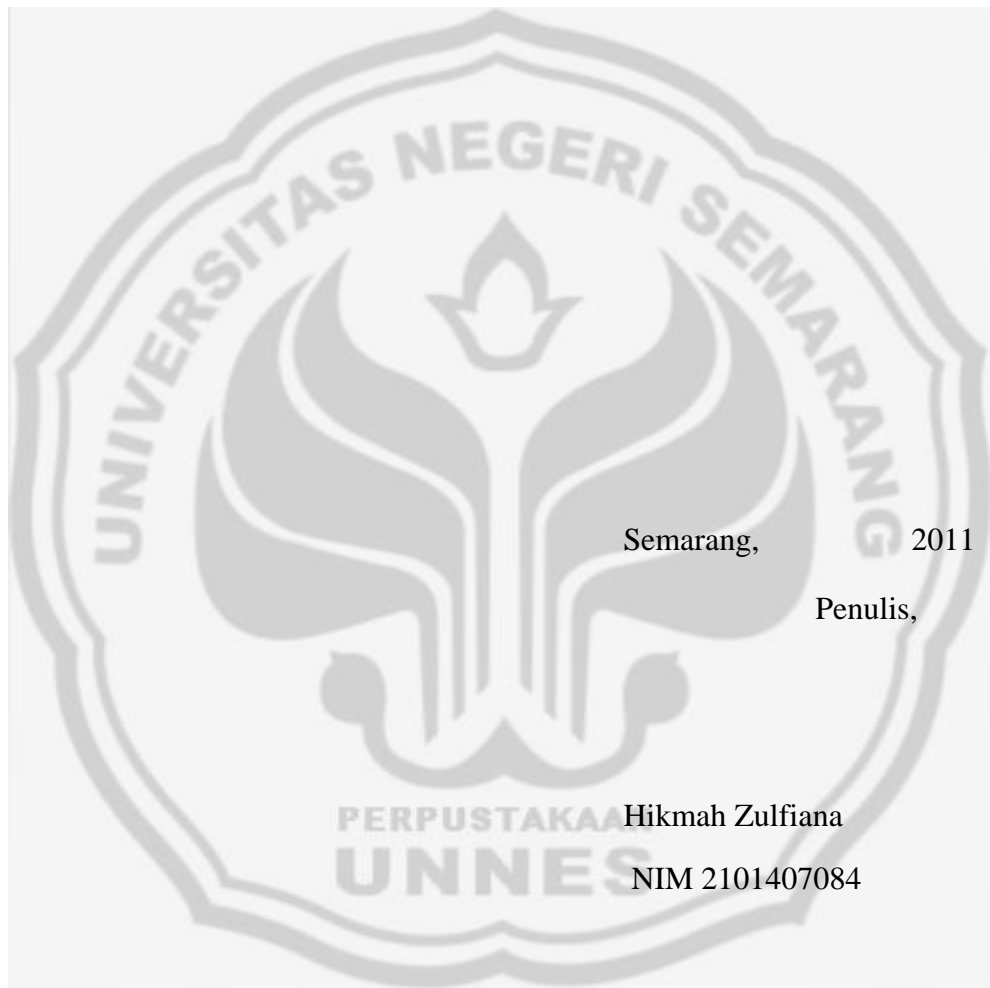 UNIVERSITAS NEGERI SEMARANG
Semarang, 2011
Penulis,
Hikmah Zulfiana
NIM 2101407084
PERPUSTAKAAN
UNNES